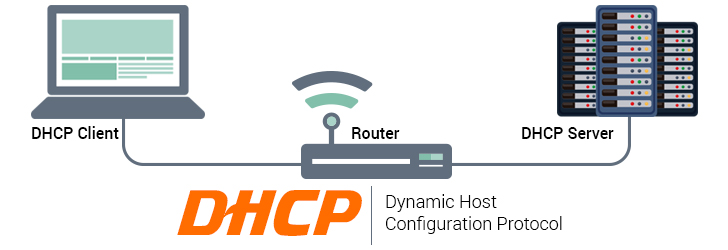 DHCP Client
Router
DHCP Server
DHCP
Dynamic Host
Configuration Protocol